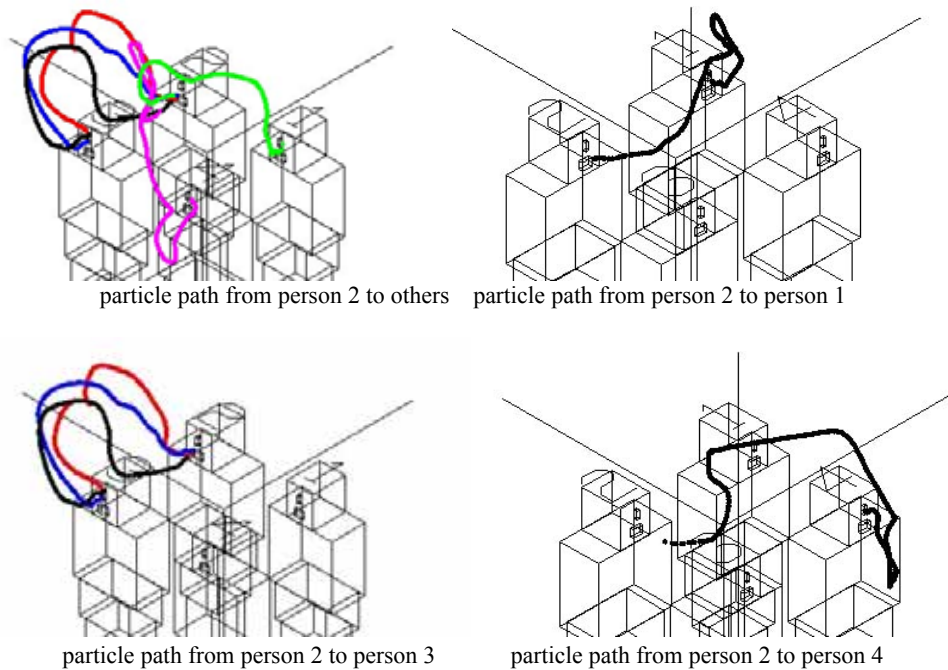 particle path from person 2 to others
particle path from person 2 to person 1
particle path from person 2 to person 3
particle path from person 2 to person 4